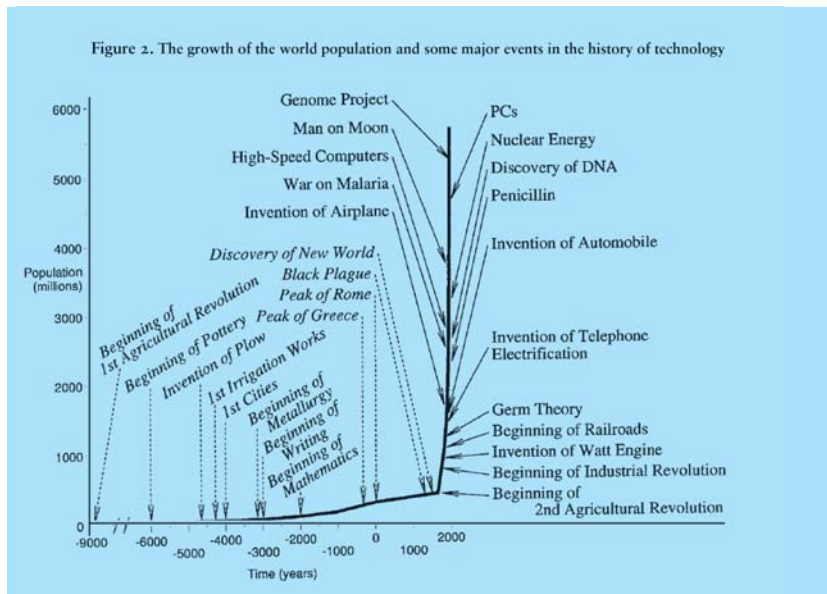 Figure 2. The growth of the world population and some major events in the history of technology
6000
5000
4000
Population
(millions)
3000
2000
1000
0
Genome Project
Man on Moon
High-Speed Computers
War on Malaria
Invention of Airplane
Discovery of New World
Black Plague
Peak of Rome
Peak of Greece
Beginning of
1st Agricultural Revolution
Beginning of Pottery
Invention of Plow
1st Irrigation Works
1st Cities
Beginning of
Metallurgy
Beginning of
Writing
Beginning of
Mathematics
PCs
Nuclear Energy
Discovery of DNA
Penicillin
Invention of Automobile
Invention of Telephone
Electrification
Germ Theory
Beginning of Railroads
Invention of Watt Engine
Beginning of Industrial Revolution
Beginning of
2nd Agricultural Revolution
-9000 -6000 -4000 -2000 0 2000
-5000 -3000 -1000 1000
Time (years)